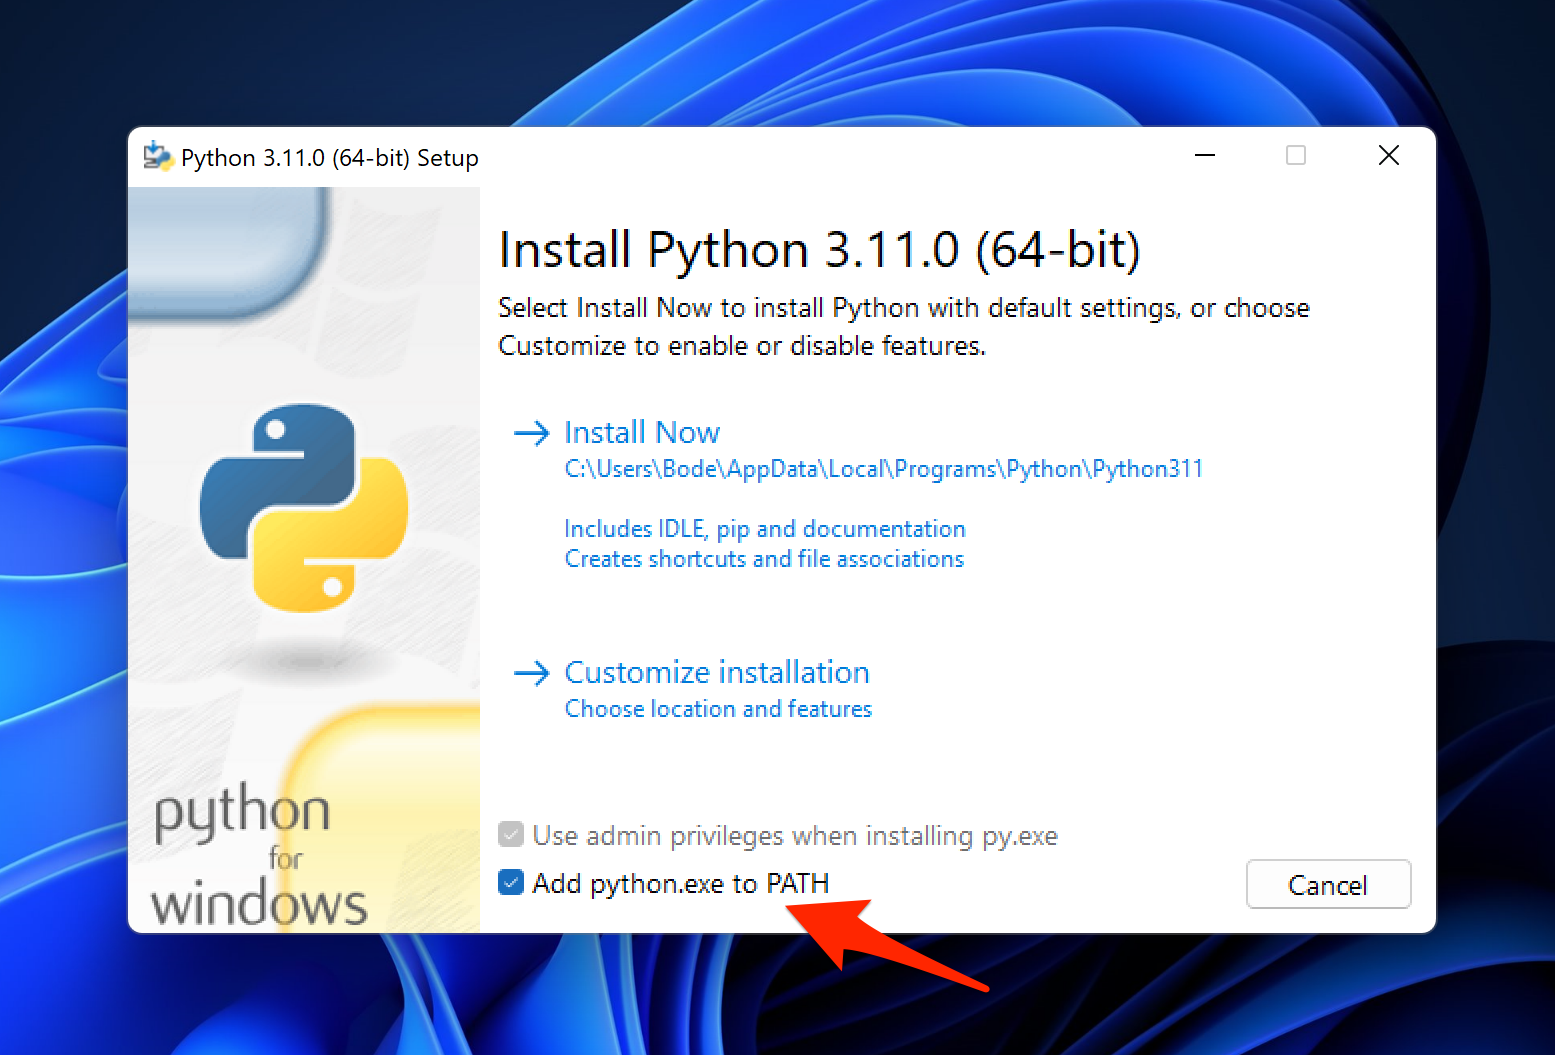 Python 3.11.0 (64-bit) Setup
Install Python 3.11.0 (64-bit)
Select Install Now to install Python with default settings, or choose
Customize to enable or disable features.
Install Now
C:\Users\Bode\AppData\Local\Programs\Python\Python311
Includes IDLE, pip and documentation
Creates shortcuts and file associations
Customize installation
Choose location and features
python
for
windows
Use admin privileges when installing py.exe
Add python.exe to PATH
Cancel